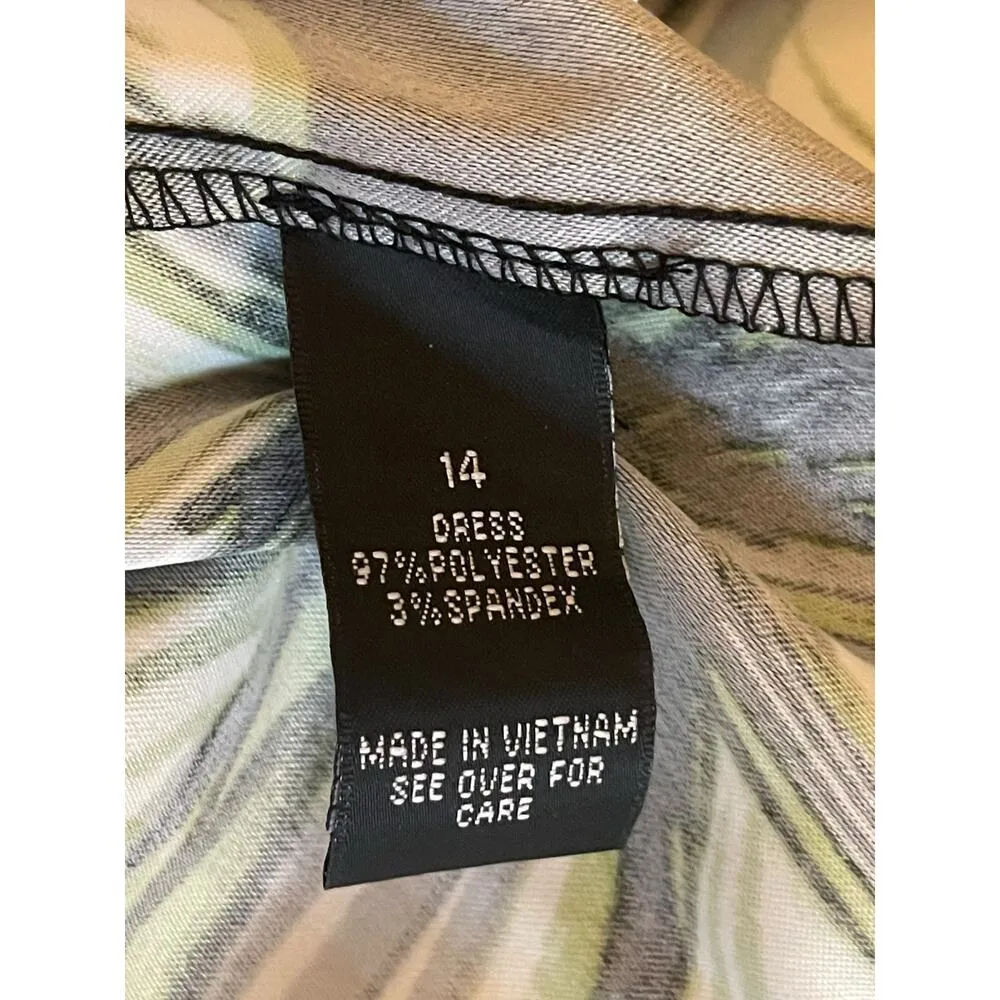 14
DRESS
97%POLYESTER
3%SPANDEX
MADE IN VIETNAM
SEE OVER FOR
CARE